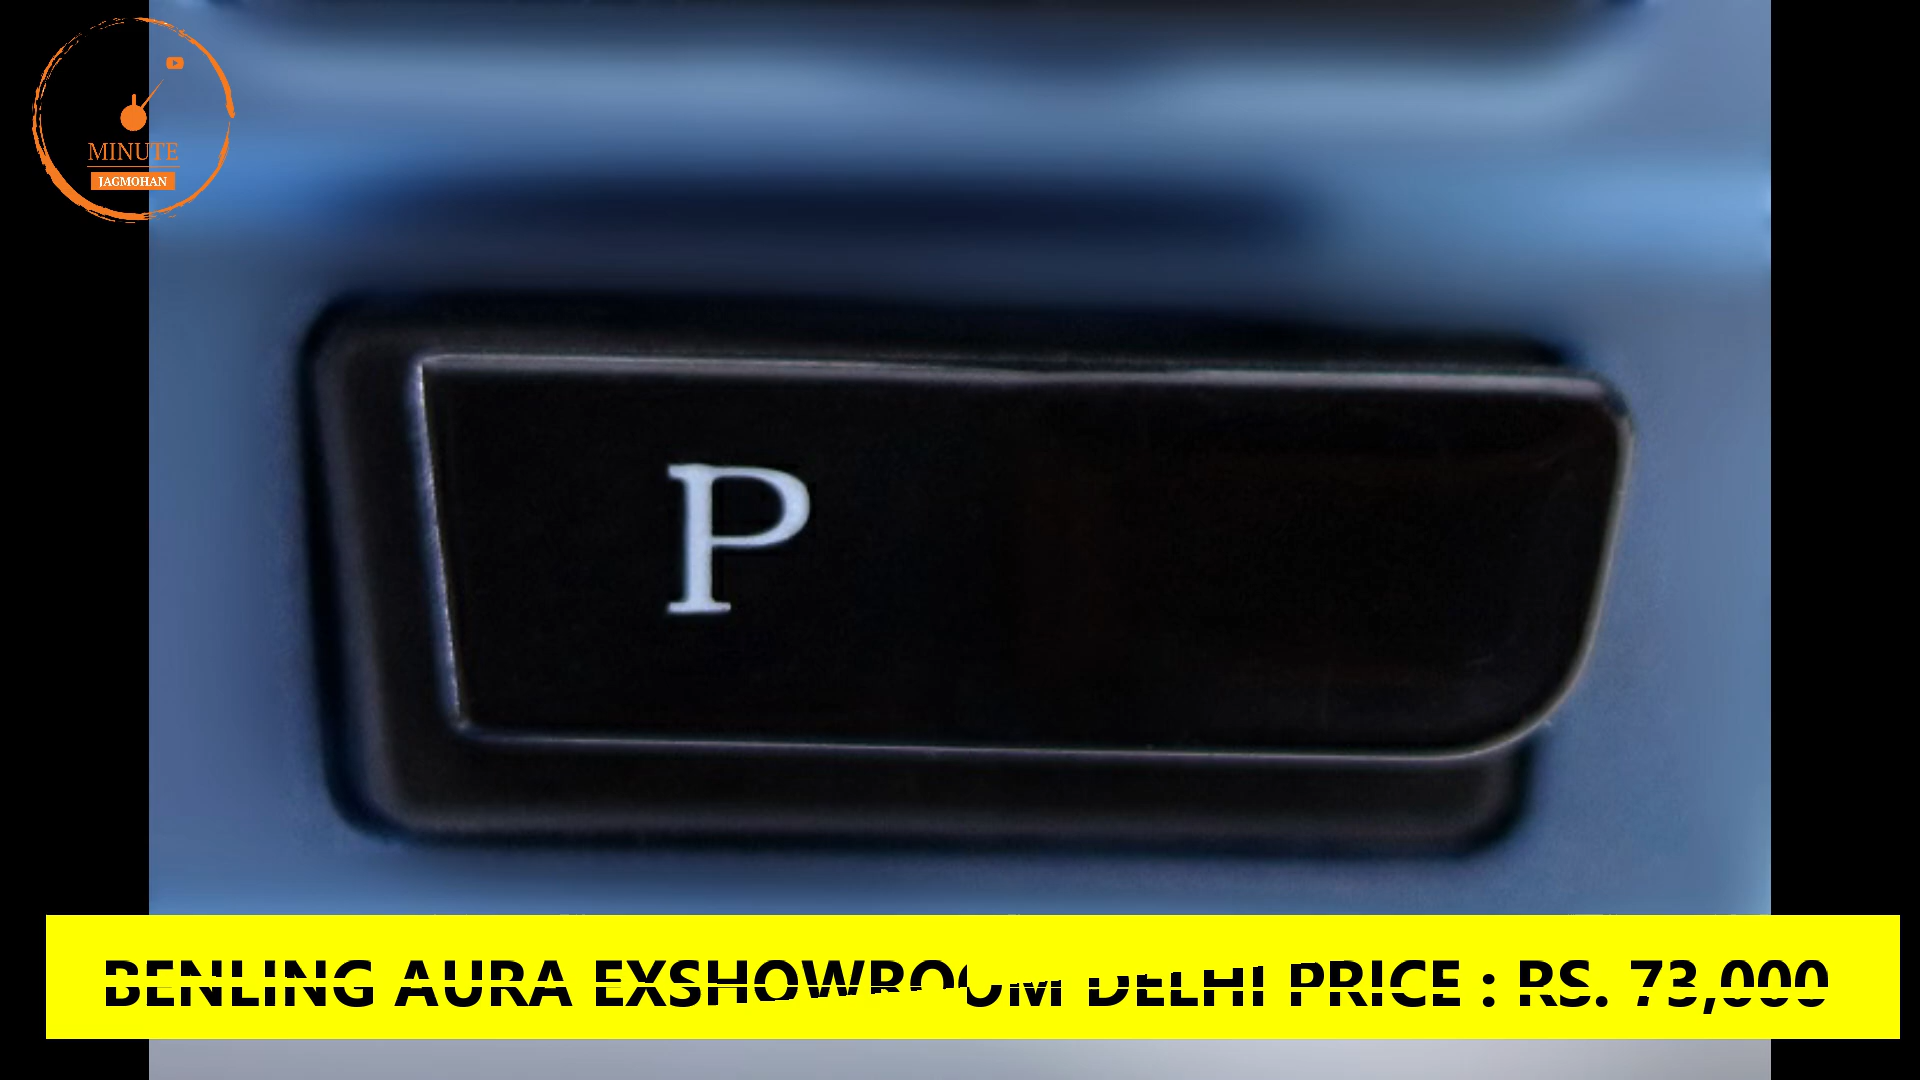 MINUTE
JAGMOHAN
P
BENLING AURA EXSHOWROOM DELHI PRICE : RS. 73,000